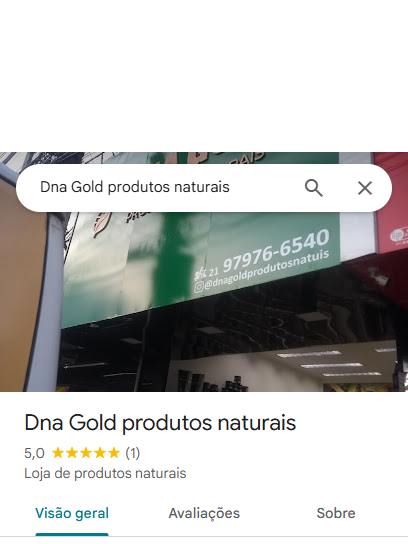 Dna Gold produtos naturais
21 97976-6540
@dnagoldprodutosnatuis
Dna Gold produtos naturais
5,0 ★★★★★ (1)
Loja de produtos naturais
Visão geral Avaliações Sobre